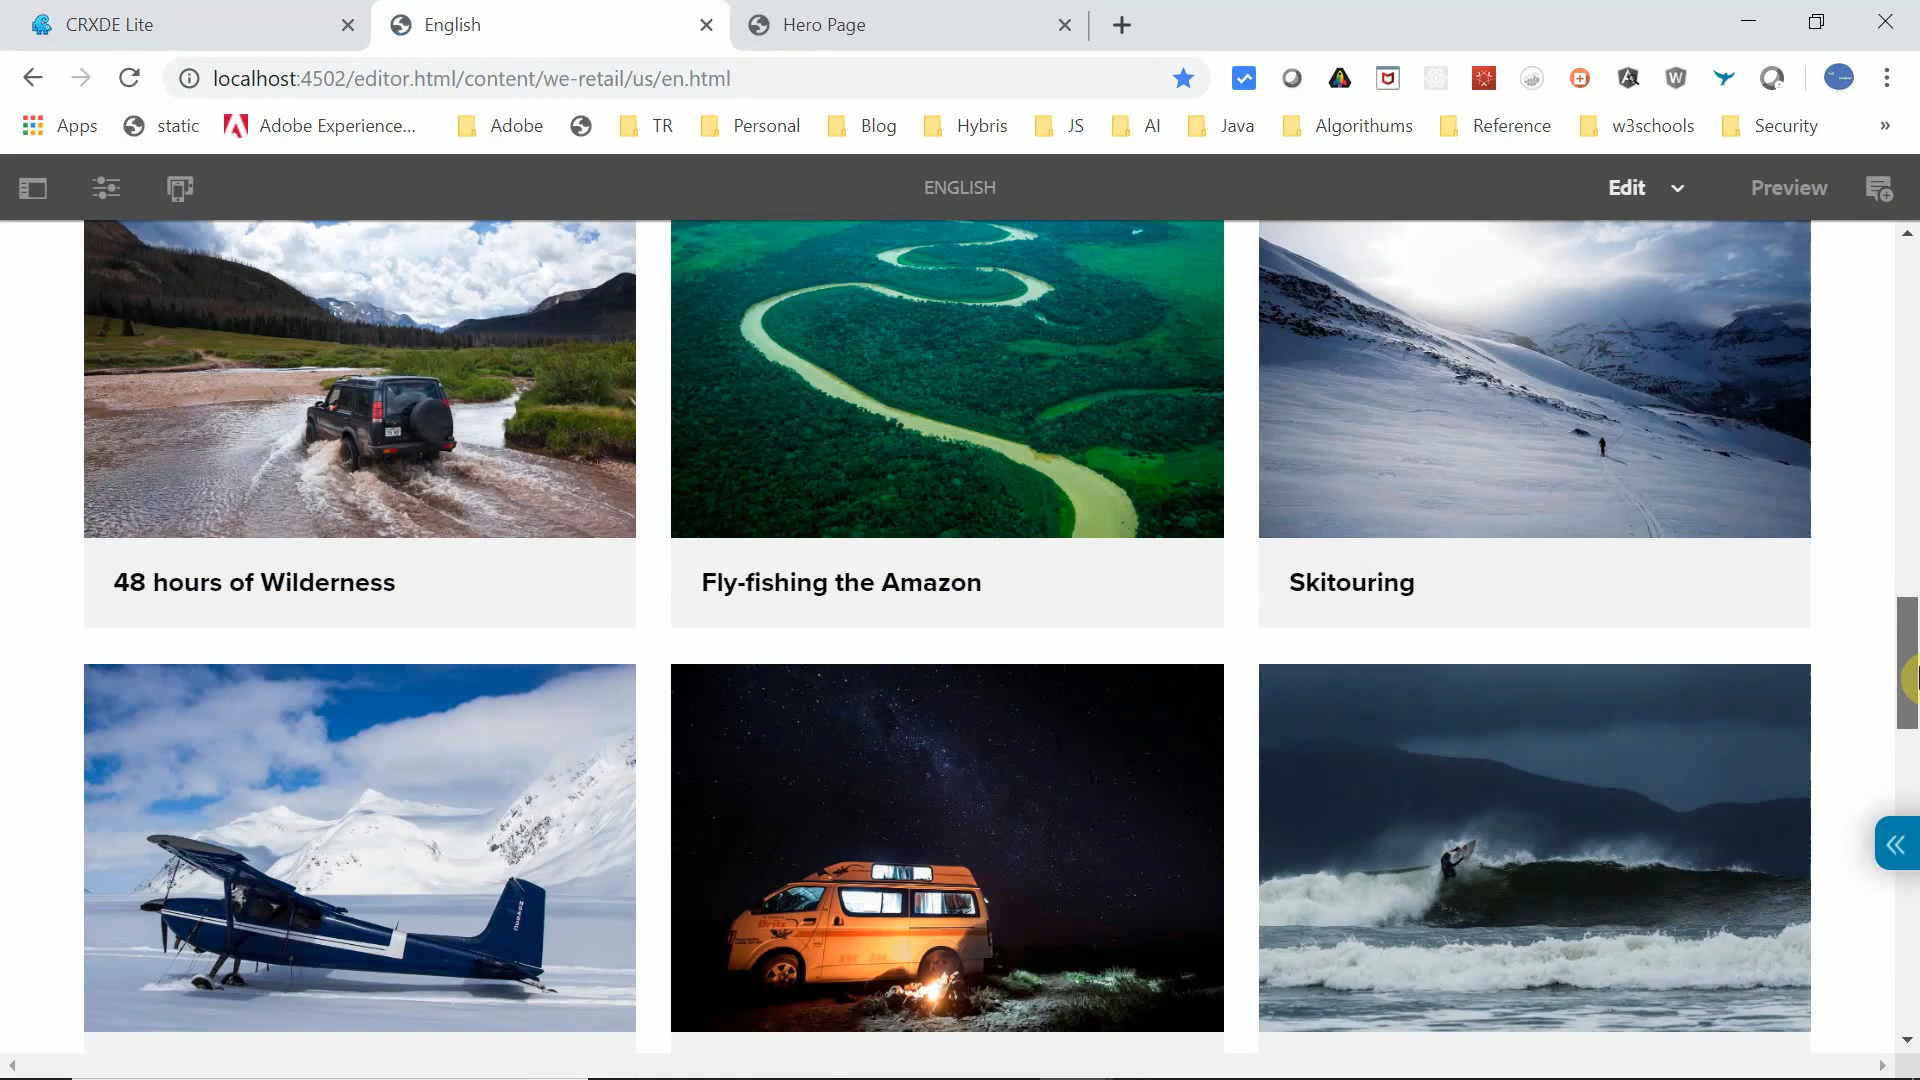 CRXDE Lite
English
Hero Page
localhost:4502/editor.html/content/we-retail/us/en.html
Apps
static
Adobe Experience...
Adobe
TR
Personal
Blog
Hybris
JS
AI
Java
Algorithums
Reference
w3schools
Security
»
ENGLISH
Edit
Preview
48 hours of Wilderness
Fly-fishing the Amazon
Skitouring